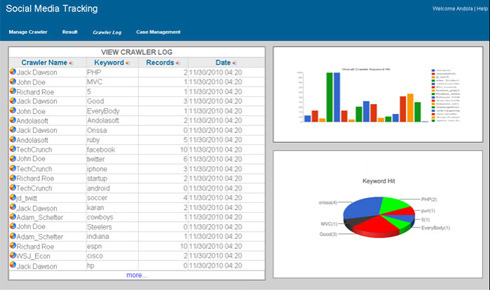 Social Media Tracking
Welcome Andola | Help
Manage Crawler Result Crawler Log Case Management
VIEW CRAWLER LOG
Crawler Name Keyword Records Date
Jack Dawson PHP 2 11/30/2010 04:20
John Doe MVC 1 11/30/2010 04:20
Richard Roe 5 1 11/30/2010 04:20
Jack Dawson Good 3 11/30/2010 04:20
John Doe EveryBody 1 11/30/2010 04:20
Andolasoft Andolasoft 2 11/30/2010 04:20
Jack Dawson Orissa 0 11/30/2010 04:20
Andolasoft ruby 5 11/30/2010 04:20
TechCrunch facebook 10 11/30/2010 04:20
John Doe twitter 6 11/30/2010 04:20
TechCrunch iphone 3 11/30/2010 04:20
Richard Roe startup 2 11/30/2010 04:20
TechCrunch android 0 11/30/2010 04:20
jd_twitt soccer 4 11/30/2010 04:20
Jack Dawson karan 2 11/30/2010 04:20
Adam_Schefter cowboys 1 11/30/2010 04:20
John Doe Steelers 0 11/30/2010 04:20
Adam_Schefter indiana 1 11/30/2010 04:20
Richard Roe espn 10 11/30/2010 04:20
WSJ_Econ cisco 2 11/30/2010 04:20
Jack Dawson hp 11/30/2010 04:20
more...
Overall Crawler Keyword Hit
Keyword Hit
orissa(4)
PHP(2)
5(1)
MVC(1)
Good(3)
EveryBody(1)